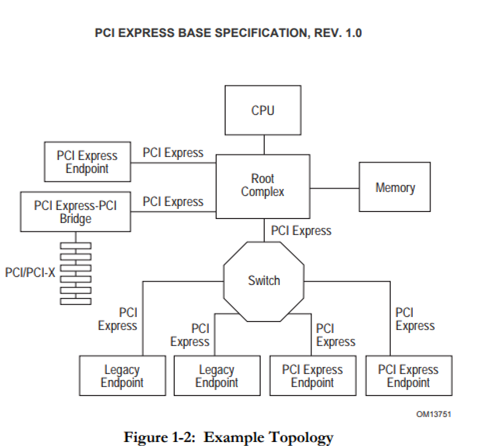 PCI EXPRESS BASE SPECIFICATION, REV. 1.0
CPU
PCI Express
Endpoint
PCI Express
Root
Complex
Memory
PCI Express-PCI
Bridge
PCI Express
PCI Express
PCI/PCI-X
Switch
PCI
Express
PCI
Express
PCI
Express
PCI
Express
Legacy
Endpoint
Legacy
Endpoint
PCI Express
Endpoint
PCI Express
Endpoint
OM13751
Figure 1-2: Example Topology